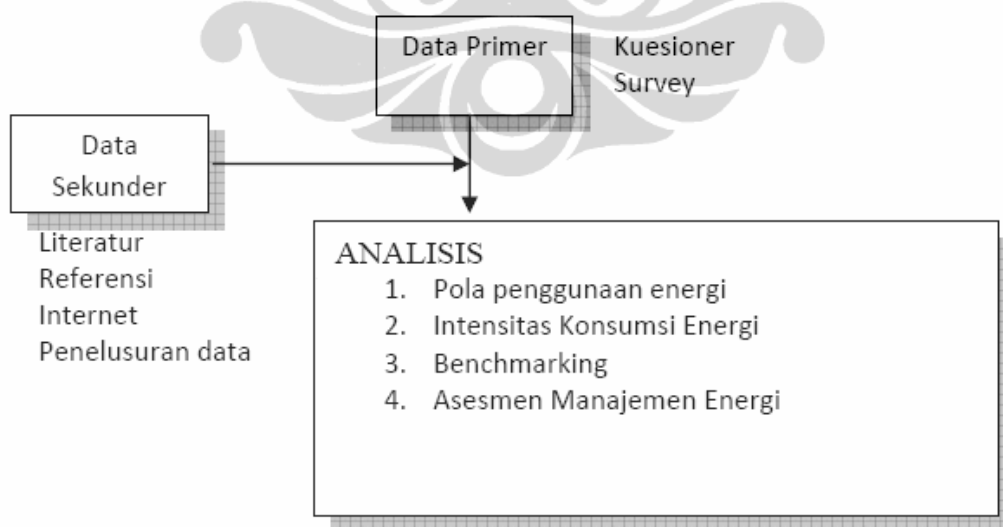 Data Primer
Kuesioner
Survey
Data
Sekunder
Literatur
Referensi
Internet
Penelusuran data
ANALISIS
1. Pola penggunaan energi
2. Intensitas Konsumsi Energi
3. Benchmarking
4. Asesmen Manajemen Energi